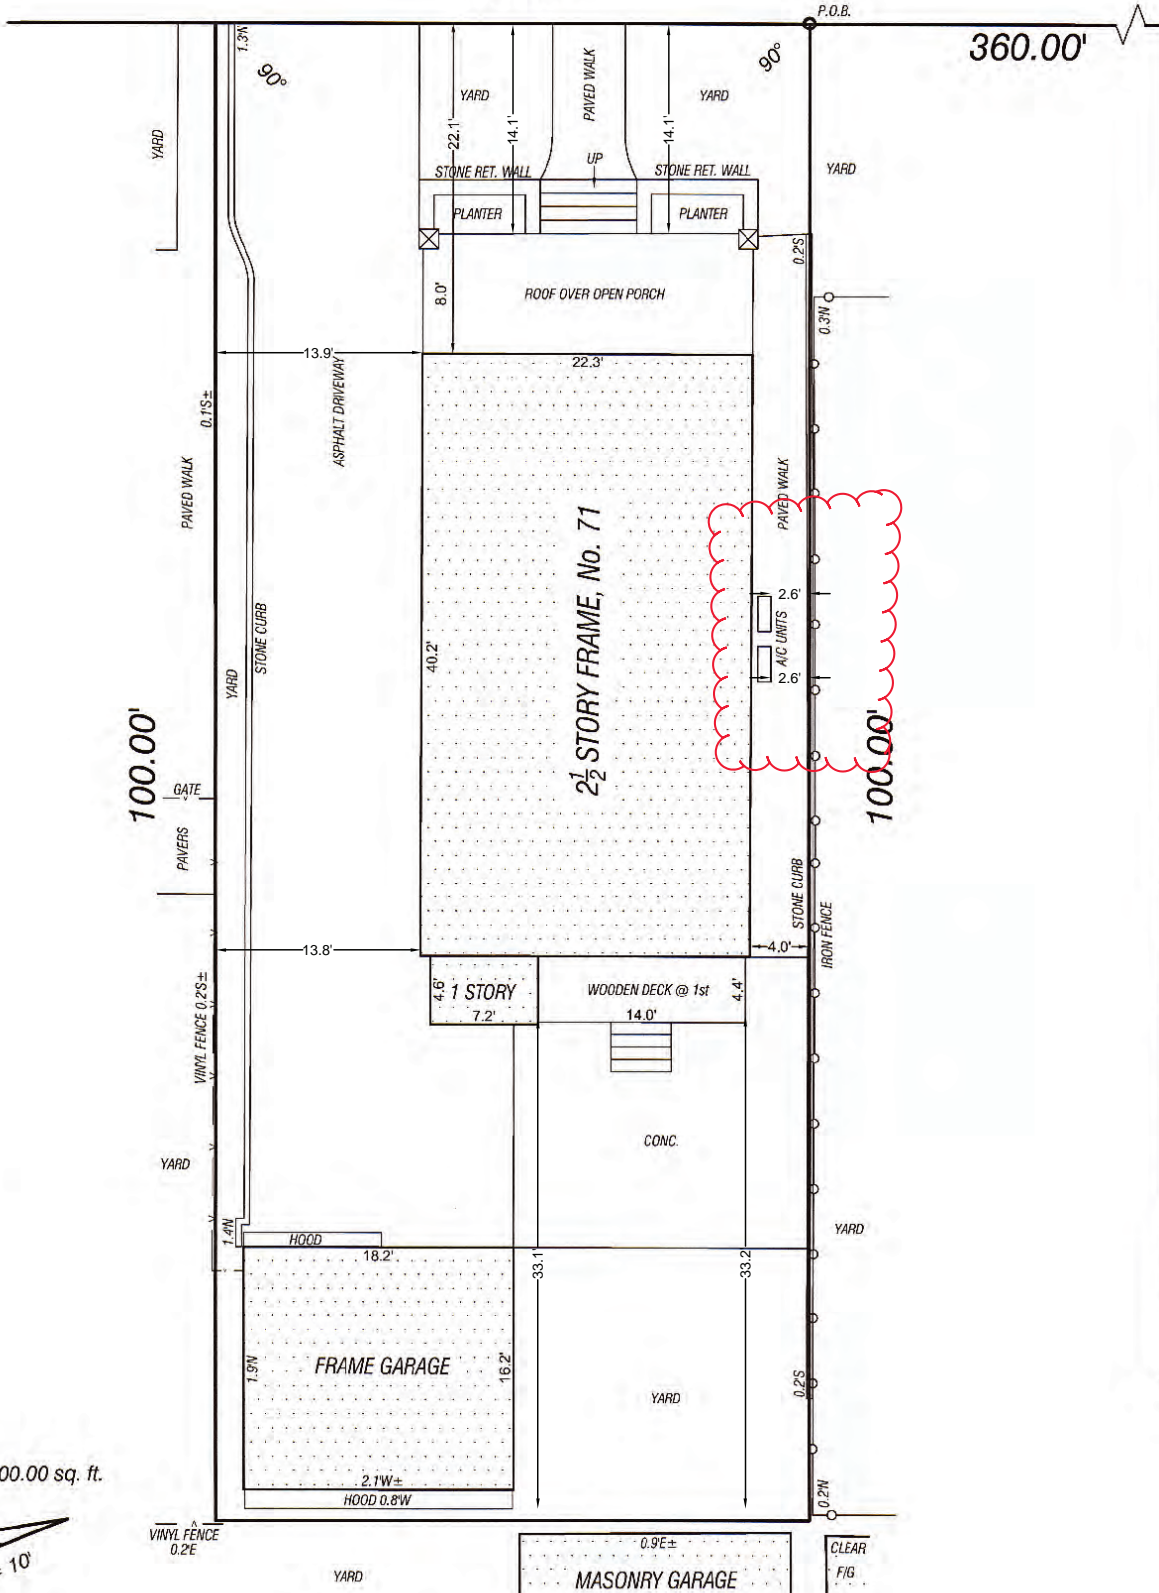 P.O.B.
360.00'
1.3'N
90°
90°
YARD
22.1'
YARD
14.1'
PAVED WALK
14.1'
YARD
YARD
UP
STONE RET. WALL
STONE RET. WALL
PLANTER
PLANTER
0.2'S
8.0'
ROOF OVER OPEN PORCH
0.3'N
13.9'
22.3'
ASPHALT DRIVEWAY
0.1'S±
PAVED WALK
PAVED WALK
2½ STORY FRAME, No. 71
2.6'
A/C UNITS
2.6'
STONE CURB
YARD
40.2'
100.00'
100.00'
GATE
PAVERS
STONE CURB
IRON FENCE
13.8'
4.0'
VINYL FENCE 0.2'S±
4.6'
1 STORY
7.2'
WOODEN DECK @ 1st
14.0'
4.4'
CONC.
YARD
1.4'N
HOOD
18.2'
33.1'
33.2'
YARD
1.9'N
FRAME GARAGE
16.2'
YARD
0.2'S
2.1'W±
HOOD 0.8'W
0.2'N
00.00 sq. ft.
10'
VINYL FENCE
0.2'E
YARD
0.9'E±
MASONRY GARAGE
CLEAR
F/G